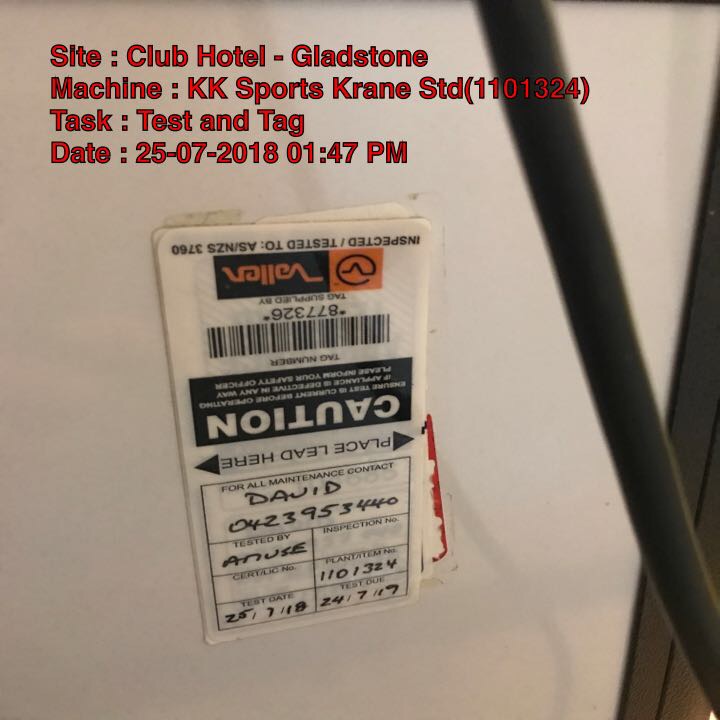 Site : Club Hotel - Gladstone
Machine : KK Sports Krane Std(1101324)
Task : Test and Tag
Date : 25-07-2018 01:47 PM
INSPECTED / TESTED TO: AS/NZS 3760
Vallen
TAG SUPPLIED BY
*877326*
TAG NUMBER
CAUTION
ENSURE TEST IS CURRENT BEFORE OPERATING
IF APPLIANCE IS DEFECTIVE IN ANY WAY
PLEASE INFORM YOUR SAFETY OFFICER
PLACE LEAD HERE
FOR ALL MAINTENANCE CONTACT
DAVID
0423953440
TESTED BY
AMUSE
INSPECTION No.
CERT/LIC No.
PLANT/ITEM No.
1101324
TEST DATE
25/7/18
TEST DUE
24/7/19